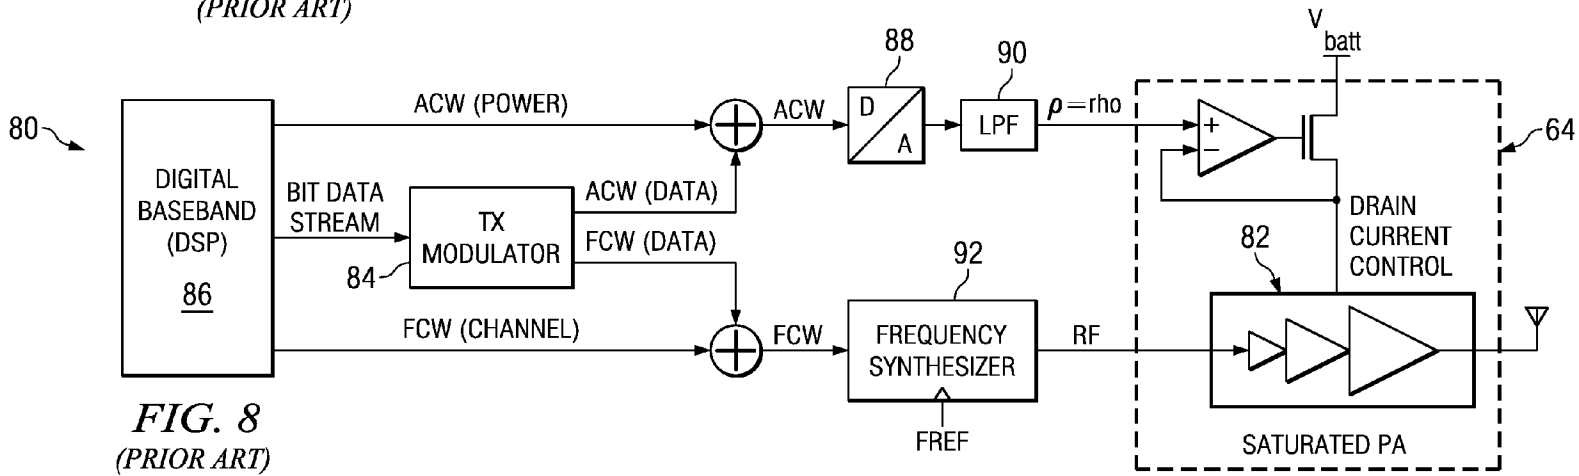 (PRIOR ART)
80
DIGITAL
BASEBAND
(DSP)
86
ACW (POWER)
BIT DATA
STREAM
TX
MODULATOR
84
ACW (DATA)
FCW (DATA)
FCW (CHANNEL)
ACW
FCW
88
D
A
90
LPF
ρ=rho
92
FREQUENCY
SYNTHESIZER
FREF
RF
V
batt
+
−
64
DRAIN
CURRENT
CONTROL
82
SATURATED PA
FIG. 8
(PRIOR ART)